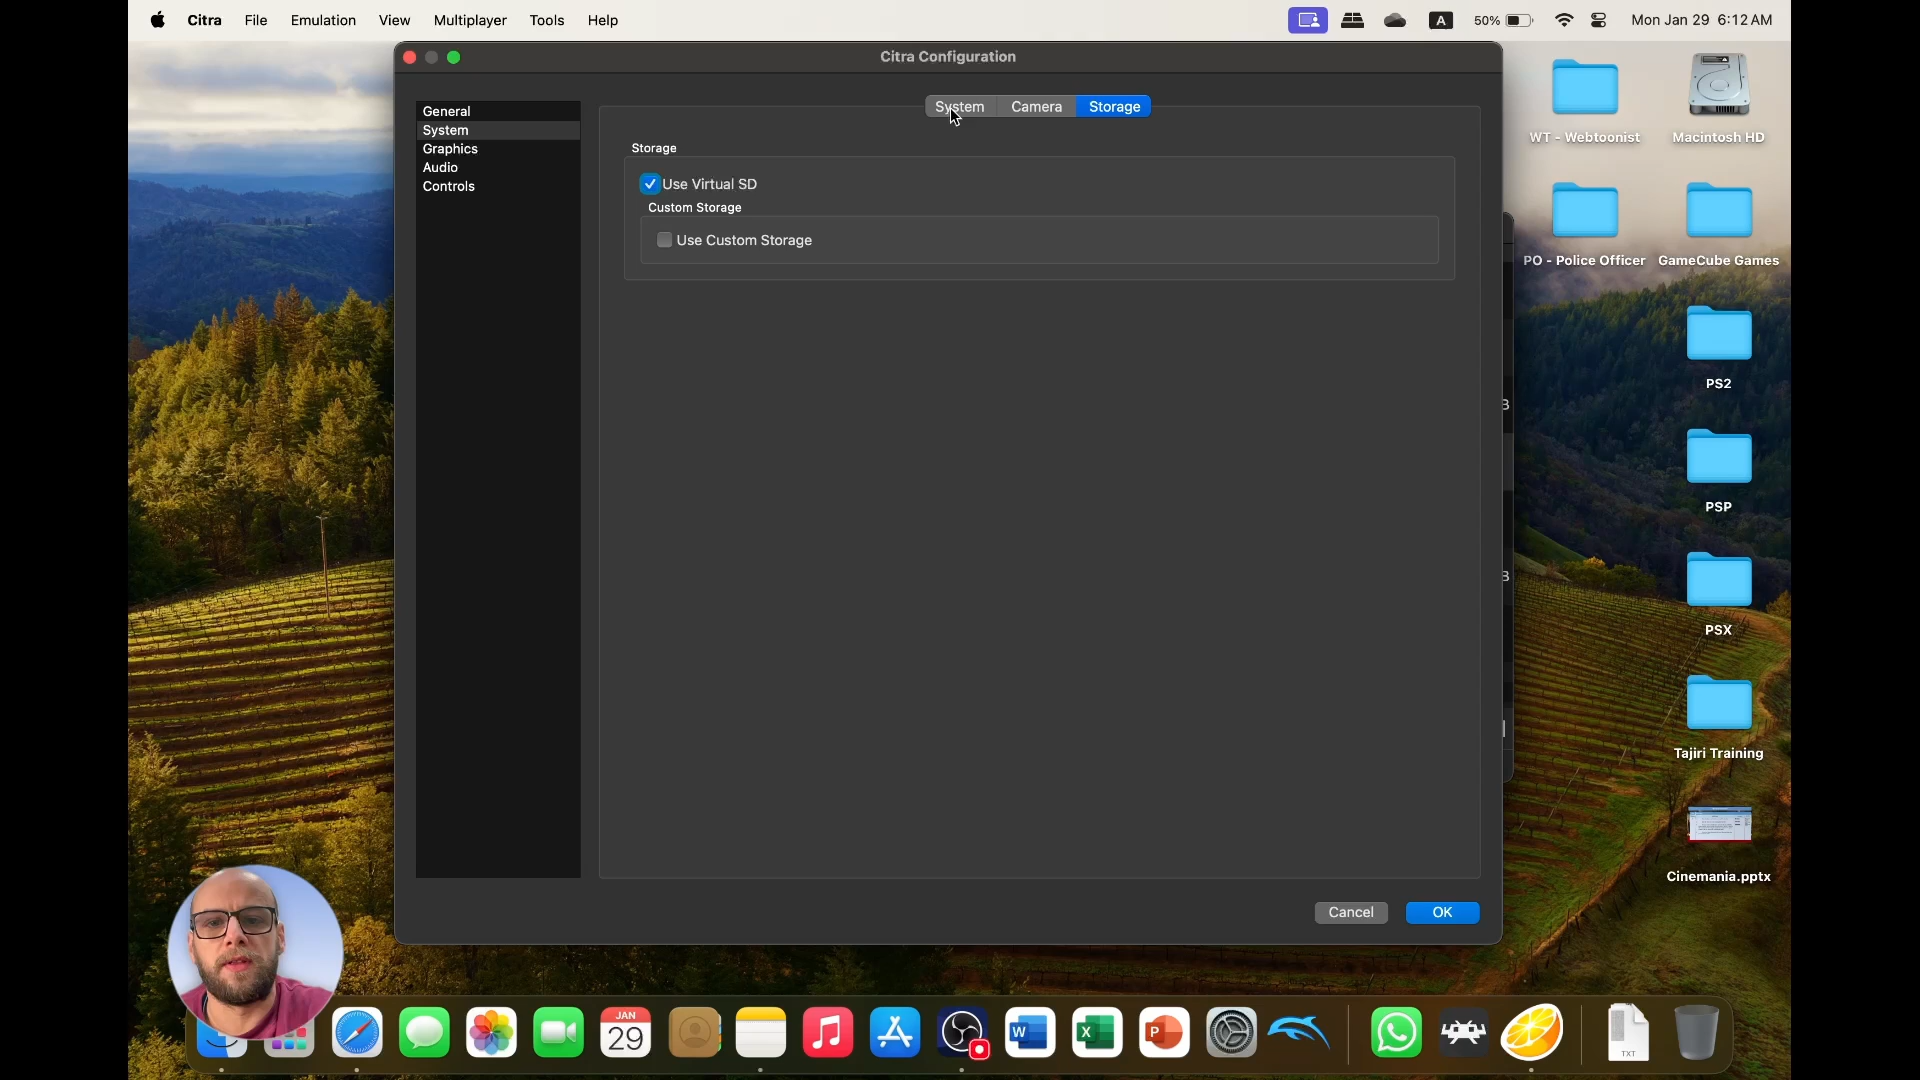 Citra File Emulation View Multiplayer Tools Help
A 50% Mon Jan 29 6:12 AM
Citra Configuration
General
System
Graphics
Audio
Controls
System Camera Storage
Storage
Use Virtual SD
Custom Storage
Use Custom Storage
Cancel OK
B
B
WT - Webtoonist Macintosh HD
PO - Police Officer GameCube Games
PS2
PSP
PSX
Tajiri Training
Cinemania.pptx
JAN
29
W X P
TXT